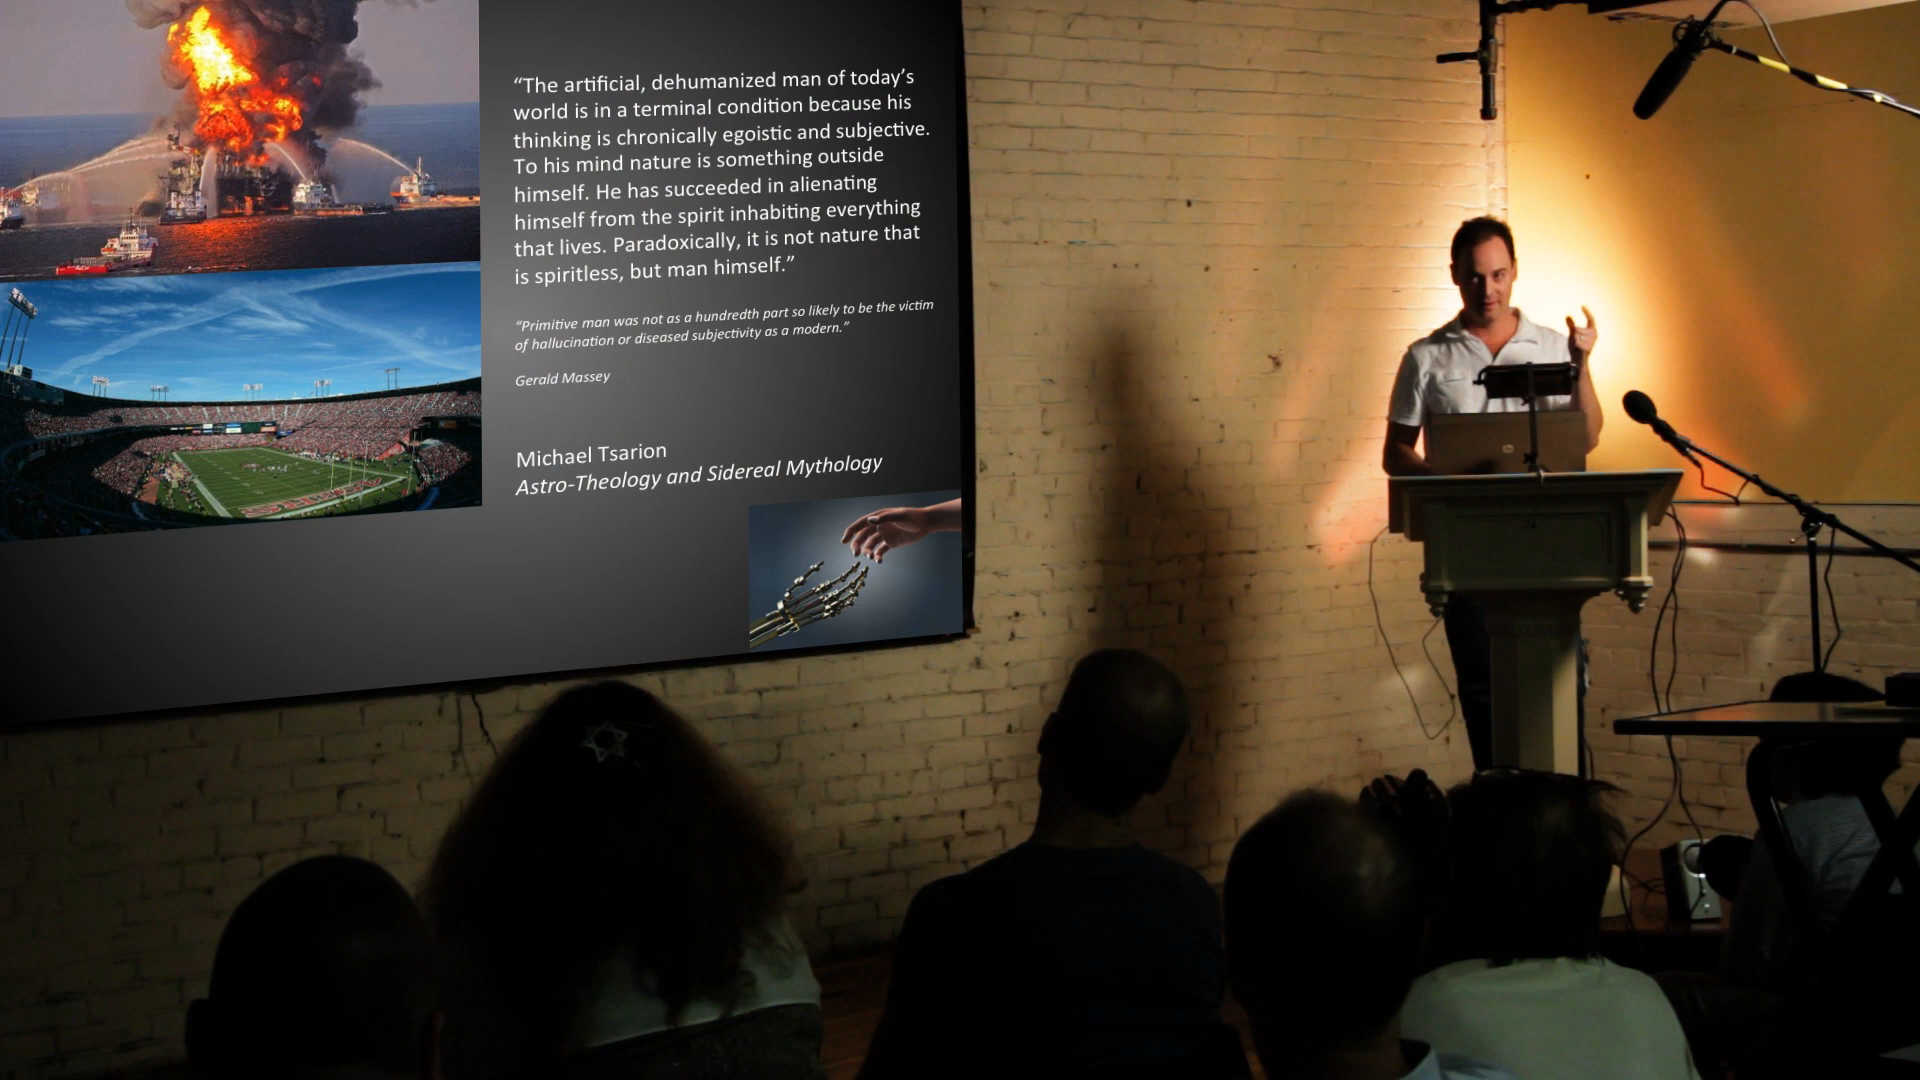 “The artificial, dehumanized man of today’s
world is in a terminal condition because his
thinking is chronically egoistic and subjective.
To his mind nature is something outside
himself. He has succeeded in alienating
himself from the spirit inhabiting everything
that lives. Paradoxically, it is not nature that
is spiritless, but man himself.”
“Primitive man was not as a hundredth part so likely to be the victim
of hallucination or diseased subjectivity as a modern.”
Gerald Massey
Michael Tsarion
Astro-Theology and Sidereal Mythology
hp